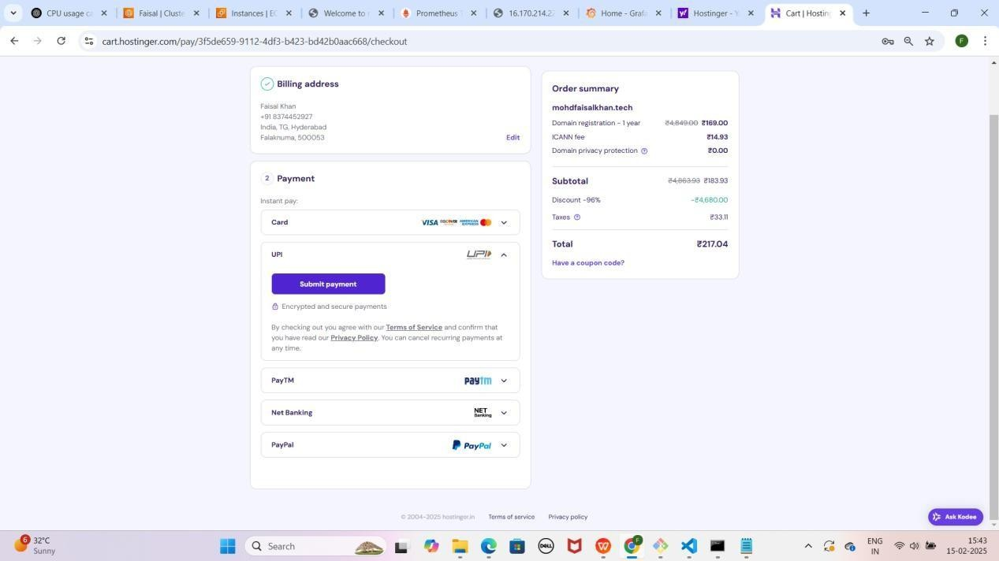 CPU usage ca
Faisal | Cluste
Instances | EC
Welcome to n
Prometheus T
16.170.214.22
Home - Grafa
Hostinger - Y
Cart | Hosting
cart.hostinger.com/pay/3f5de659-9112-4df3-b423-bd42b0aac668/checkout
F
Billing address
Faisal Khan
+91 8374452927
India, TG, Hyderabad
Falaknuma, 500053
Edit
2 Payment
Instant pay:
Card VISA DISCOVER AMERICAN EXPRESS
UPI UPI
Submit payment
Encrypted and secure payments
By checking out you agree with our Terms of Service and confirm that
you have read our Privacy Policy. You can cancel recurring payments at
any time.
PayTM paytm
Net Banking NET Banking
PayPal PayPal
Order summary
mohdfaisalkhan.tech
Domain registration - 1 year ₹4,849.00 ₹169.00
ICANN fee ₹14.93
Domain privacy protection ₹0.00
Subtotal ₹4,863.93 ₹183.93
Discount -96% -₹4,680.00
Taxes ₹33.11
Total ₹217.04
Have a coupon code?
© 2004-2025 hostinger.in Terms of service Privacy policy
Ask Kodee
6 32°C
Sunny
Search
DELL
F
ENG
IN
15:43
15-02-2025